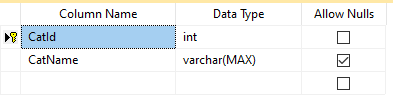 Column Name Data Type Allow Nulls
CatId int
CatName varchar(MAX)